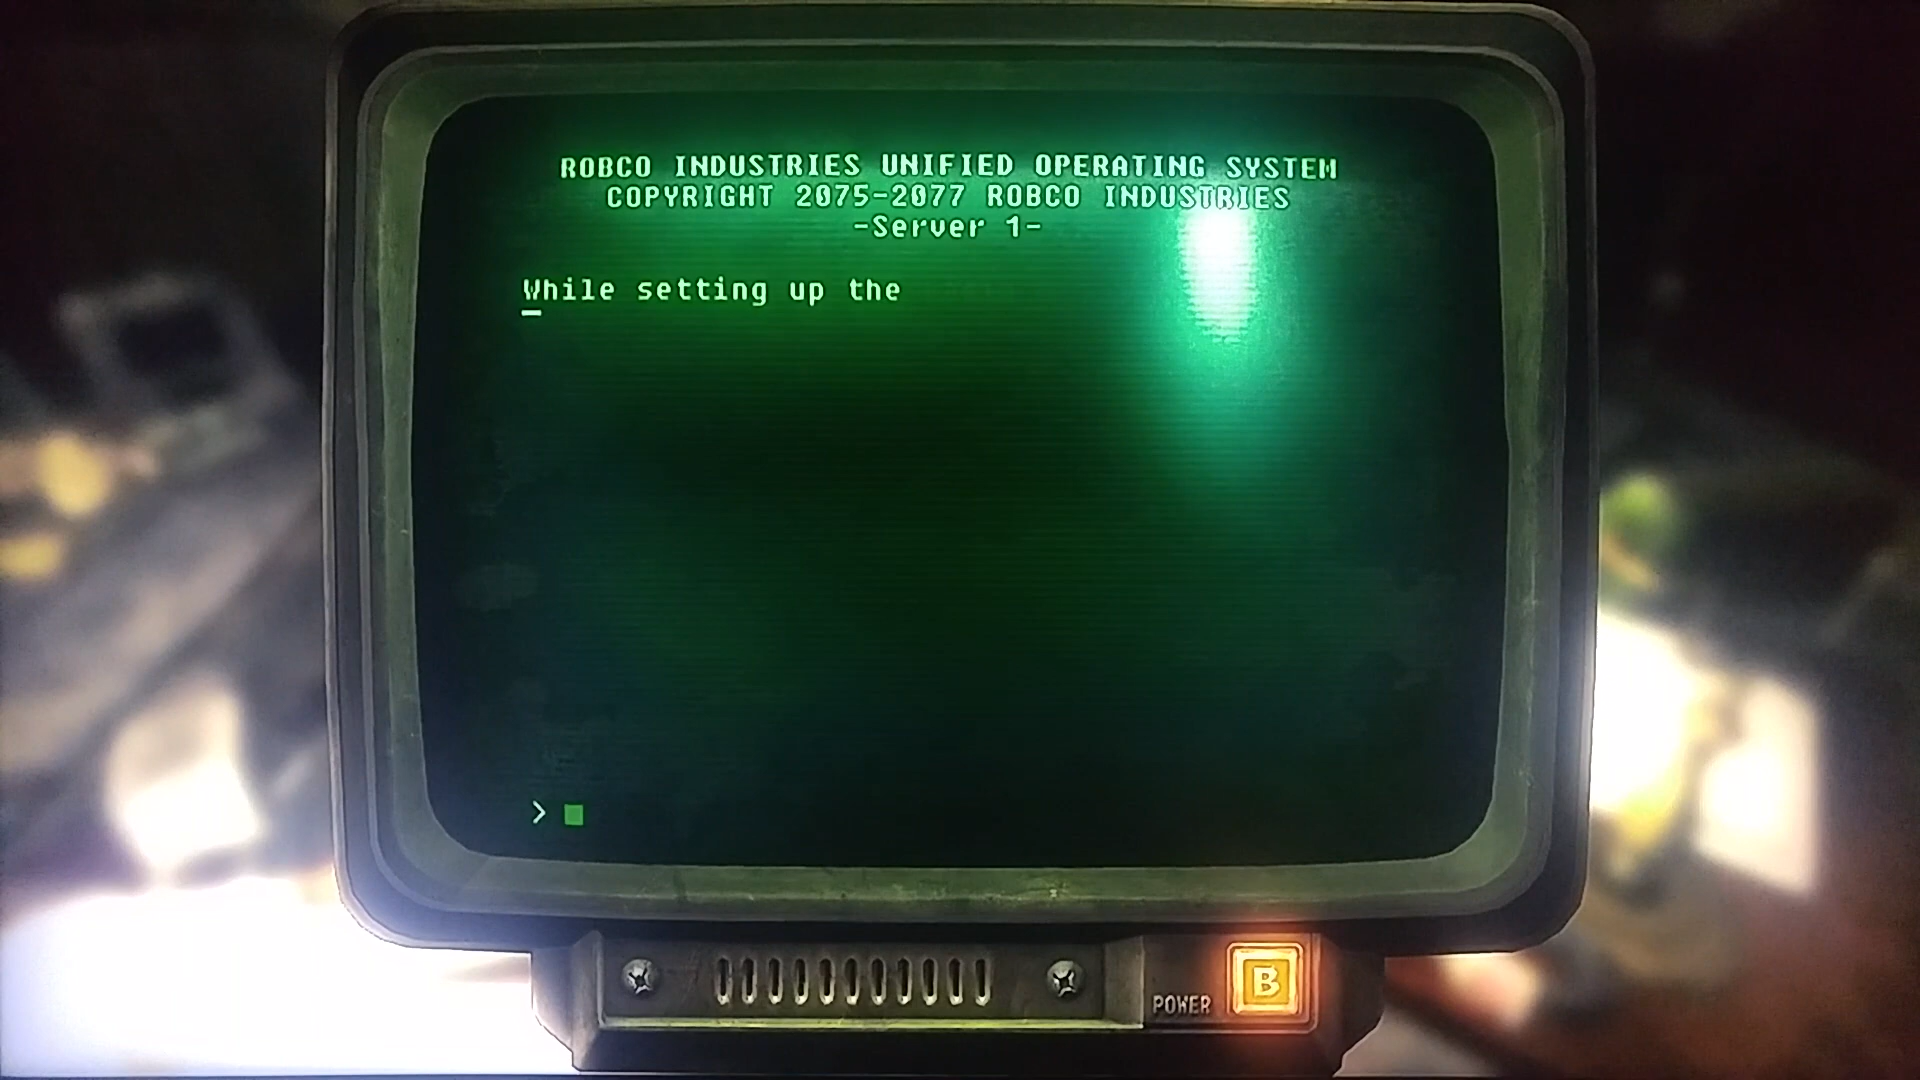 ROBCO INDUSTRIES UNIFIED OPERATING SYSTEM
COPYRIGHT 2075-2077 ROBCO INDUSTRIES
-Server 1-
While setting up the
>
POWER
B